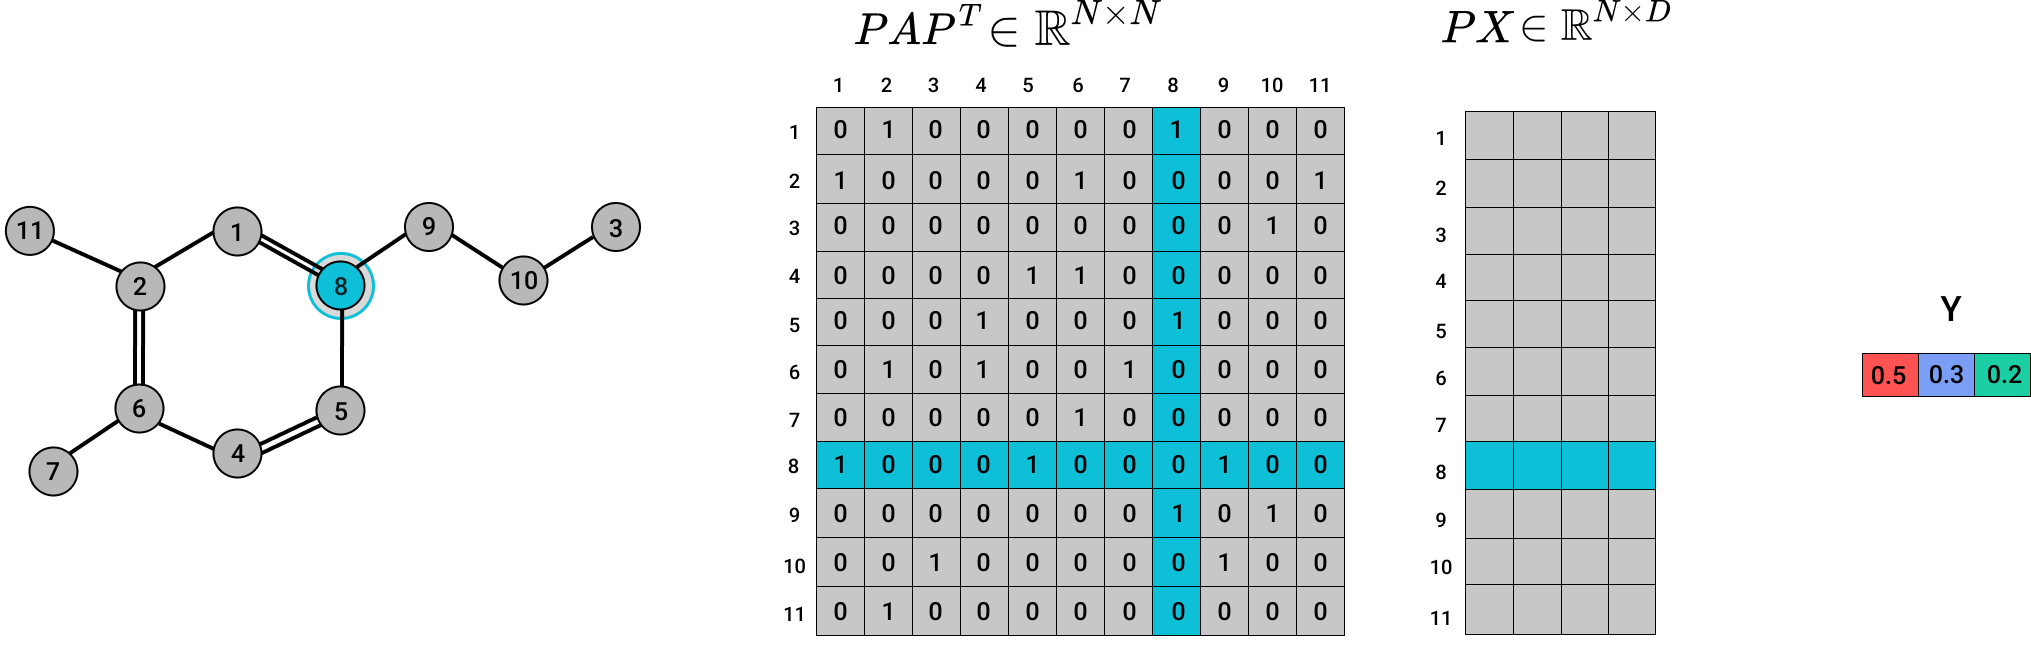 PAP^T ∈ ℝ^{N×N}
PX ∈ ℝ^{N×D}
11 1 9 3
2 8 10
6 5
7 4
1 2 3 4 5 6 7 8 9 10 11
1 0 1 0 0 0 0 0 1 0 0 0
2 1 0 0 0 0 1 0 0 0 0 1
3 0 0 0 0 0 0 0 0 0 1 0
4 0 0 0 0 1 1 0 0 0 0 0
5 0 0 0 1 0 0 0 1 0 0 0
6 0 1 0 1 0 0 1 0 0 0 0
7 0 0 0 0 0 1 0 0 0 0 0
8 1 0 0 0 1 0 0 0 1 0 0
9 0 0 0 0 0 0 0 1 0 1 0
10 0 0 1 0 0 0 0 0 1 0 0
11 0 1 0 0 0 0 0 0 0 0 0
1
2
3
4
5
6
7
8
9
10
11
Y
0.5 0.3 0.2